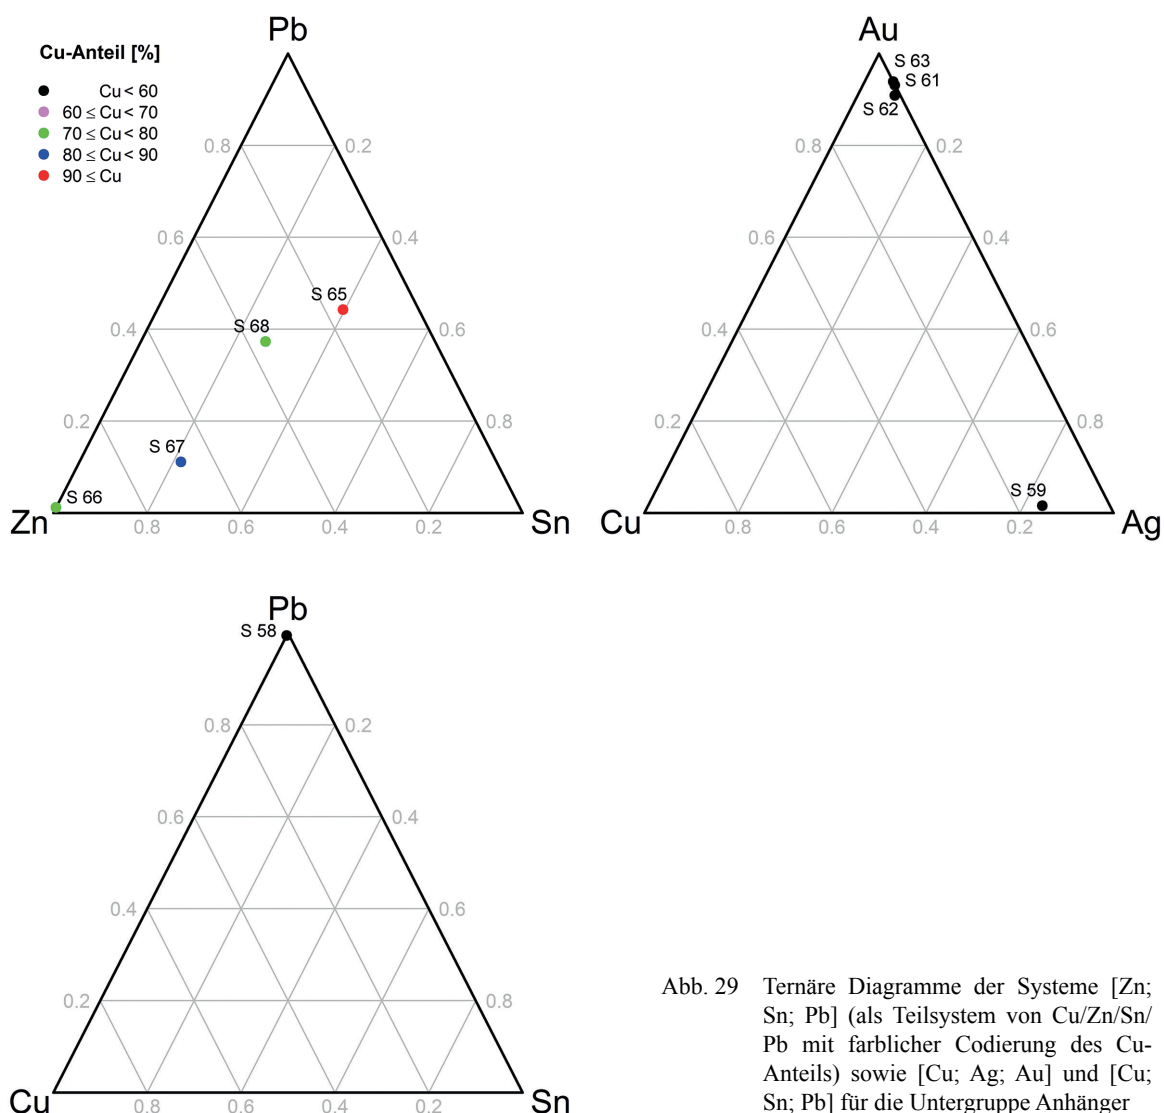 Cu-Anteil [%]
Cu < 60
60 ≤ Cu < 70
70 ≤ Cu < 80
80 ≤ Cu < 90
90 ≤ Cu
Pb
0.8 0.2
0.6 0.4
S 65
S 68
0.4 0.6
0.2 0.8
S 67
S 66
Zn Sn
0.8 0.6 0.4 0.2
Au
S 63
S 61
S 62
0.8 0.2
0.6 0.4
0.4 0.6
0.2 0.8
S 59
Cu Ag
0.8 0.6 0.4 0.2
Pb
S 58
0.8 0.2
0.6 0.4
0.4 0.6
0.2 0.8
Cu Sn
0.8 0.6 0.4 0.2
Abb. 29 Ternäre Diagramme der Systeme [Zn;
Sn; Pb] (als Teilsystem von Cu/Zn/Sn/
Pb mit farblicher Codierung des Cu-
Anteils) sowie [Cu; Ag; Au] und [Cu;
Sn; Pb] für die Untergruppe Anhänger